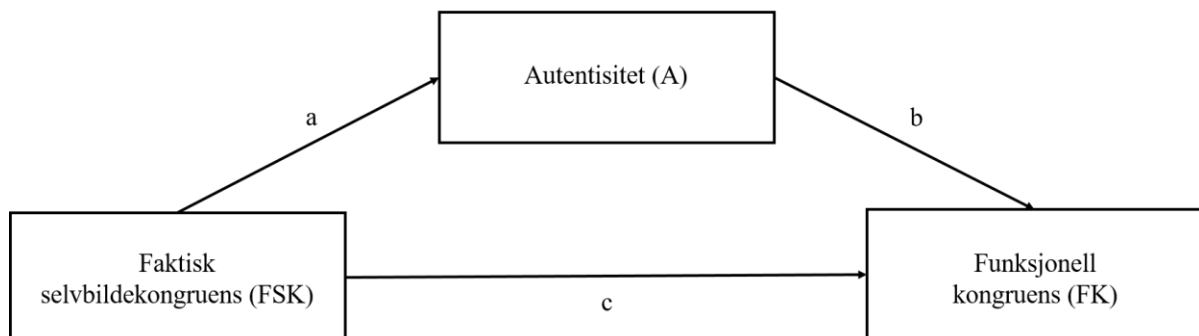 Autentisitet (A)
a
b
Faktisk
selvbildekongruens (FSK)
Funksjonell
kongruens (FK)
c